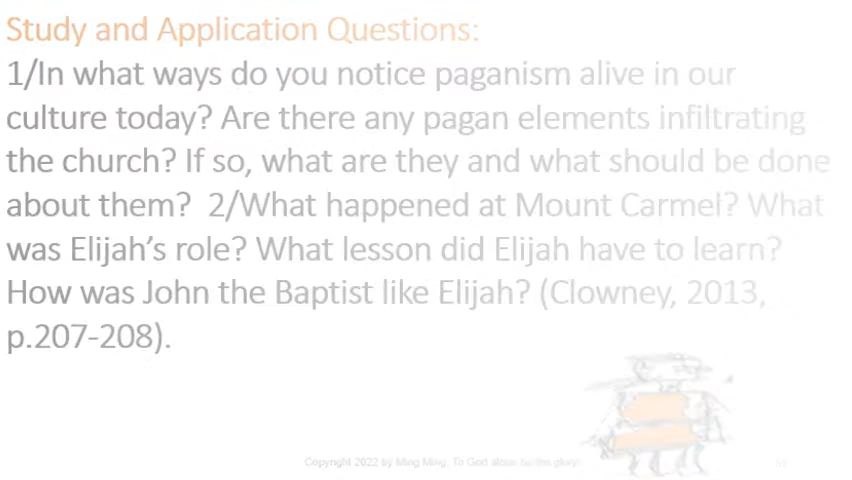 Study and Application Questions:
1/In what ways do you notice paganism alive in our
culture today? Are there any pagan elements infiltrating
the church? If so, what are they and what should be done
about them?  2/What happened at Mount Carmel? What
was Elijah’s role? What lesson did Elijah have to learn?
How was John the Baptist like Elijah? (Clowney, 2013,
p.207-208).
Copyright 2022 by Ming Ming. To God alone be the glory!